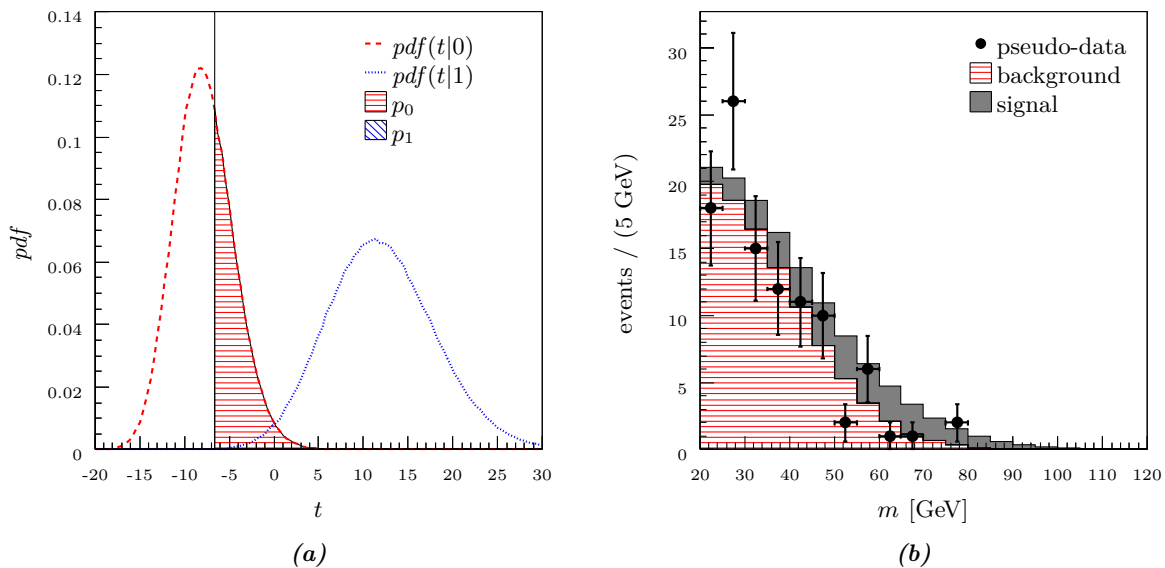 0.14
0.12
0.1
0.08
0.06
0.04
0.02
0
pdf
-20 -15 -10 -5 0 5 10 15 20 25 30
t
pdf(t|0)
pdf(t|1)
p0
p1
(a)
30
25
20
15
10
5
0
events / (5 GeV)
20 30 40 50 60 70 80 90 100 110 120
m [GeV]
pseudo-data
background
signal
(b)